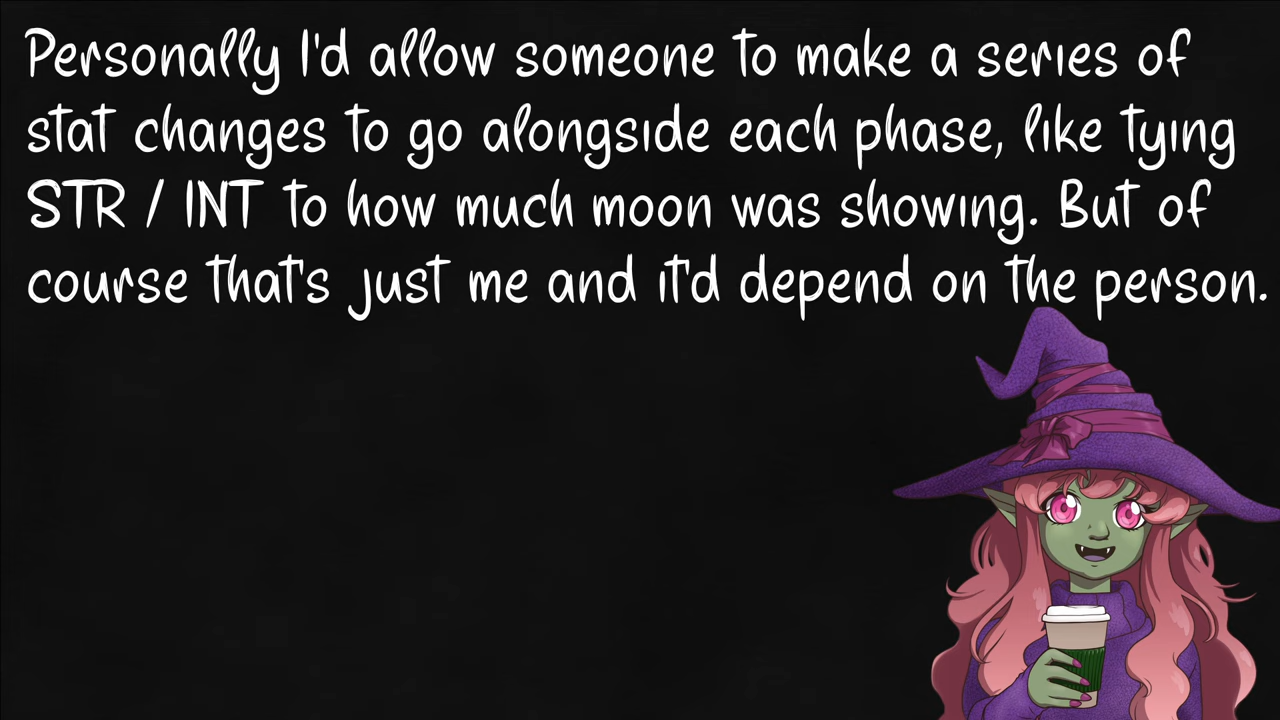 Personally I'd allow someone to make a series of
stat changes to go alongside each phase, like tying
STR / INT to how much moon was showing. But of
course that's just me and it'd depend on the person.